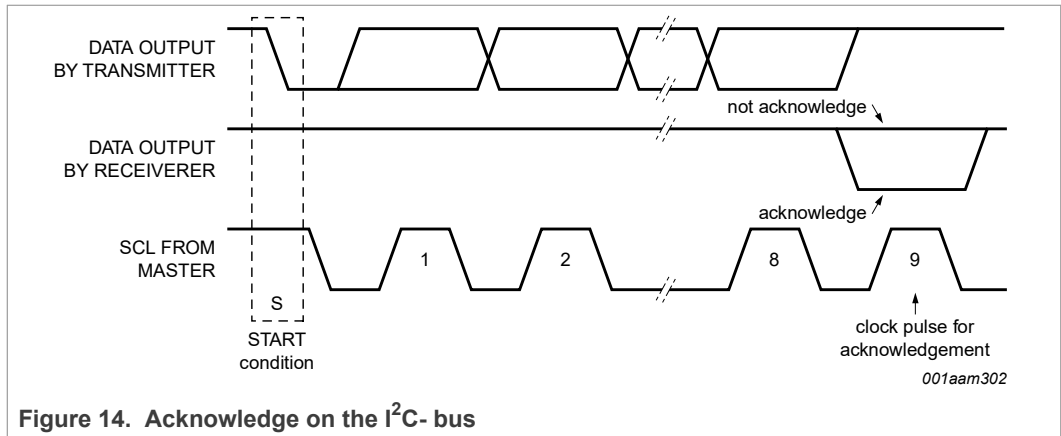 DATA OUTPUT
BY TRANSMITTER
not acknowledge
DATA OUTPUT
BY RECEIVERER
acknowledge
SCL FROM
MASTER
1
2
8
9
S
START
condition
clock pulse for
acknowledgement
001aam302
Figure 14. Acknowledge on the I²C- bus